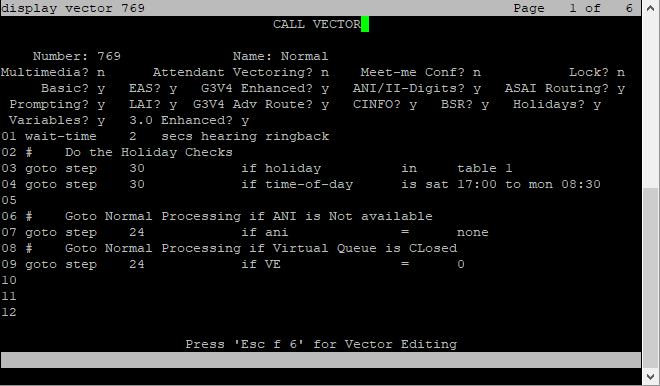 display vector 769 Page 1 of 6
CALL VECTOR
Number: 769 Name: Normal
Multimedia? n Attendant Vectoring? n Meet-me Conf? n Lock? n
Basic? y EAS? y G3V4 Enhanced? y ANI/II-Digits? y ASAI Routing? y
Prompting? y LAI? y G3V4 Adv Route? y CINFO? y BSR? y Holidays? y
Variables? y 3.0 Enhanced? y
01 wait-time 2 secs hearing ringback
02 # Do the Holiday Checks
03 goto step 30 if holiday in table 1
04 goto step 30 if time-of-day is sat 17:00 to mon 08:30
05
06 # Goto Normal Processing if ANI is Not available
07 goto step 24 if ani = none
08 # Goto Normal Processing if Virtual Queue is CLosed
09 goto step 24 if VE = 0
10
11
12
Press 'Esc f 6' for Vector Editing